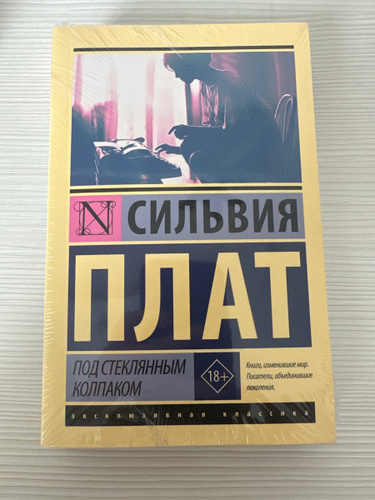 N СИЛЬВИЯ
ПЛАТ
ПОД СТЕКЛЯННЫМ
КОЛПАКОМ
18+
Книги, изменившие мир.
Писатели, объединившие
поколения.
эксклюзивная классика